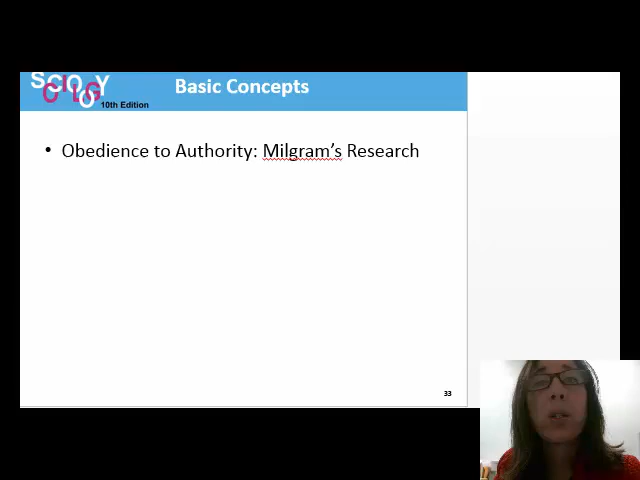 SOCIOLOGY
10th Edition
Basic Concepts
• Obedience to Authority: Milgram's Research
33